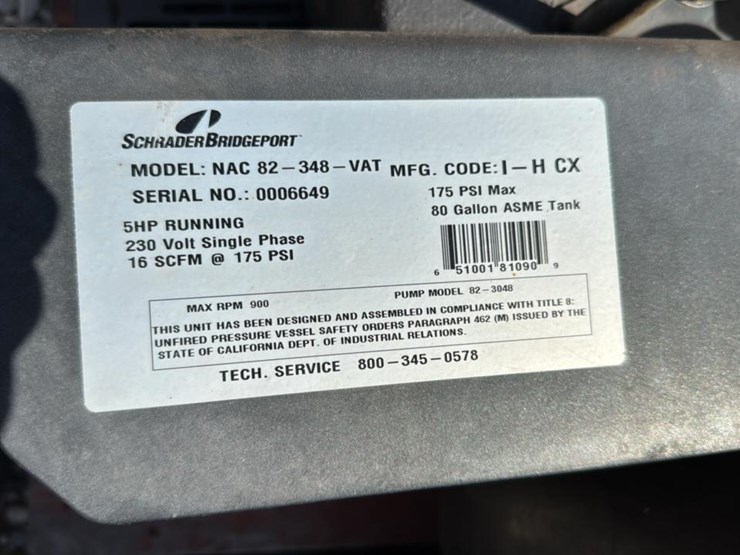 SCHRADERBRIDGEPORT
MODEL: NAC 82-348-VAT MFG. CODE: I-H CX
SERIAL NO.: 0006649
175 PSI Max
80 Gallon ASME Tank
5HP RUNNING
230 Volt Single Phase
16 SCFM @ 175 PSI
6 51001 81090 9
MAX RPM 900 PUMP MODEL 82-3048
THIS UNIT HAS BEEN DESIGNED AND ASSEMBLED IN COMPLIANCE WITH TITLE 8:
UNFIRED PRESSURE VESSEL SAFETY ORDERS PARAGRAPH 462 (M) ISSUED BY THE
STATE OF CALIFORNIA DEPT. OF INDUSTRIAL RELATIONS.
TECH. SERVICE 800-345-0578